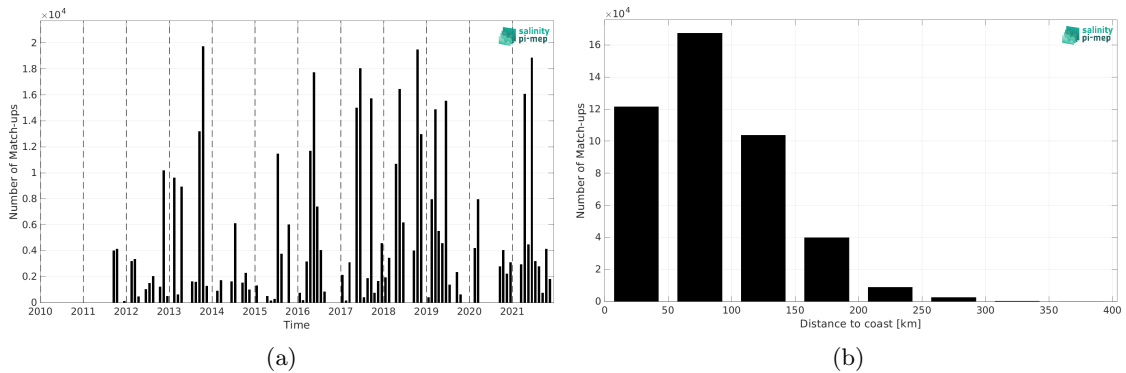 ×10⁴
2
1.8
1.6
1.4
1.2
1
0.8
0.6
0.4
0.2
0
Number of Match-ups
2010 2011 2012 2013 2014 2015 2016 2017 2018 2019 2020 2021
Time
salinity
pi-mep
(a)
×10⁴
16
14
12
10
8
6
4
2
0
Number of Match-ups
0 50 100 150 200 250 300 350 400
Distance to coast [km]
salinity
pi-mep
(b)